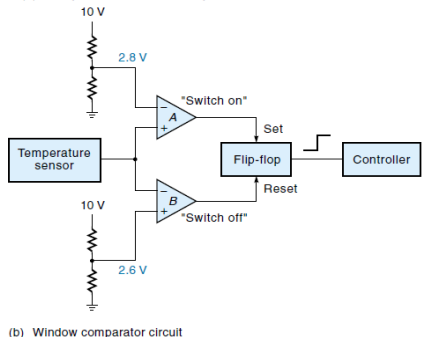 10 V
2.8 V
"Switch on"
−
A
+
Set
Temperature
sensor
Flip-flop
Controller
Reset
10 V
−
B
+
"Switch off"
2.6 V
(b) Window comparator circuit